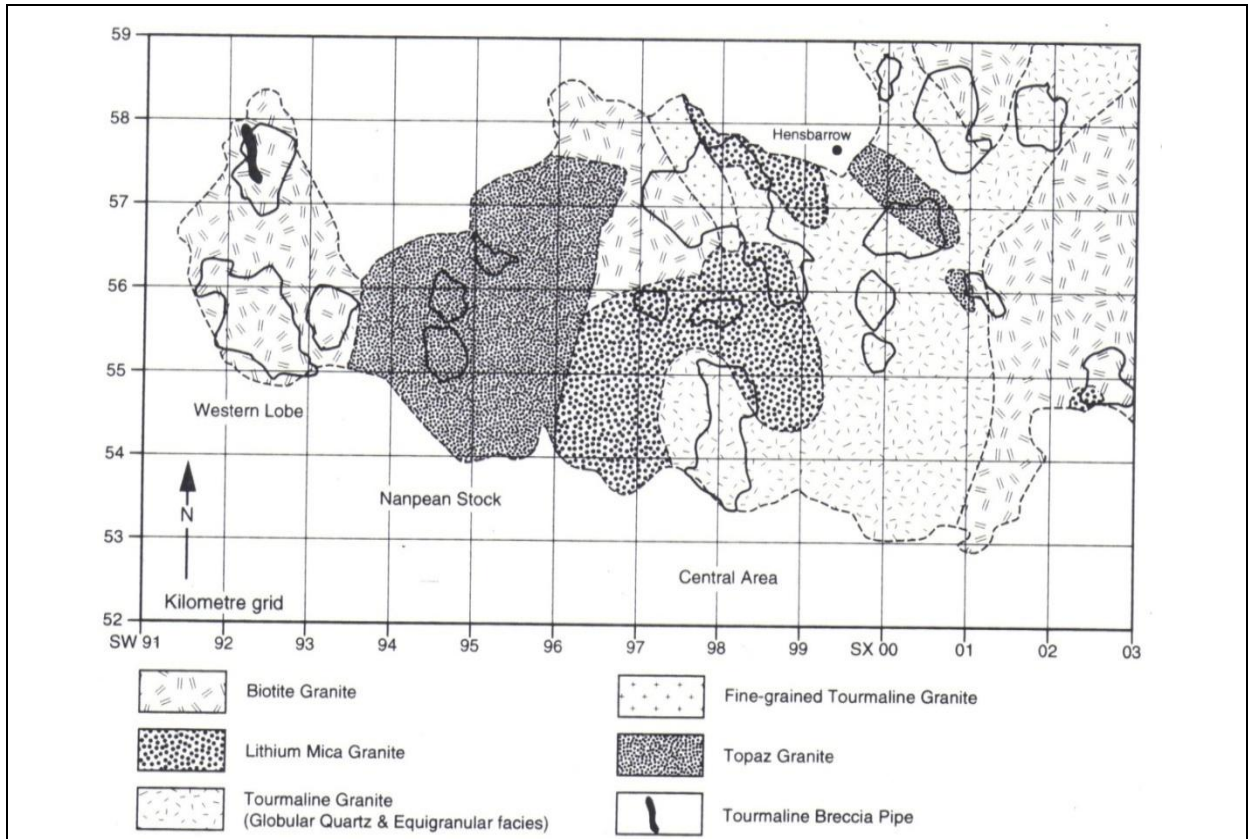 59
58
57
56
55
54
53
52
Hensbarrow
Western Lobe
Nanpean Stock
Central Area
N
Kilometre grid
SW 91 92 93 94 95 96 97 98 99 SX 00 01 02 03
Biotite Granite
Lithium Mica Granite
Tourmaline Granite
(Globular Quartz & Equigranular facies)
Fine-grained Tourmaline Granite
Topaz Granite
Tourmaline Breccia Pipe